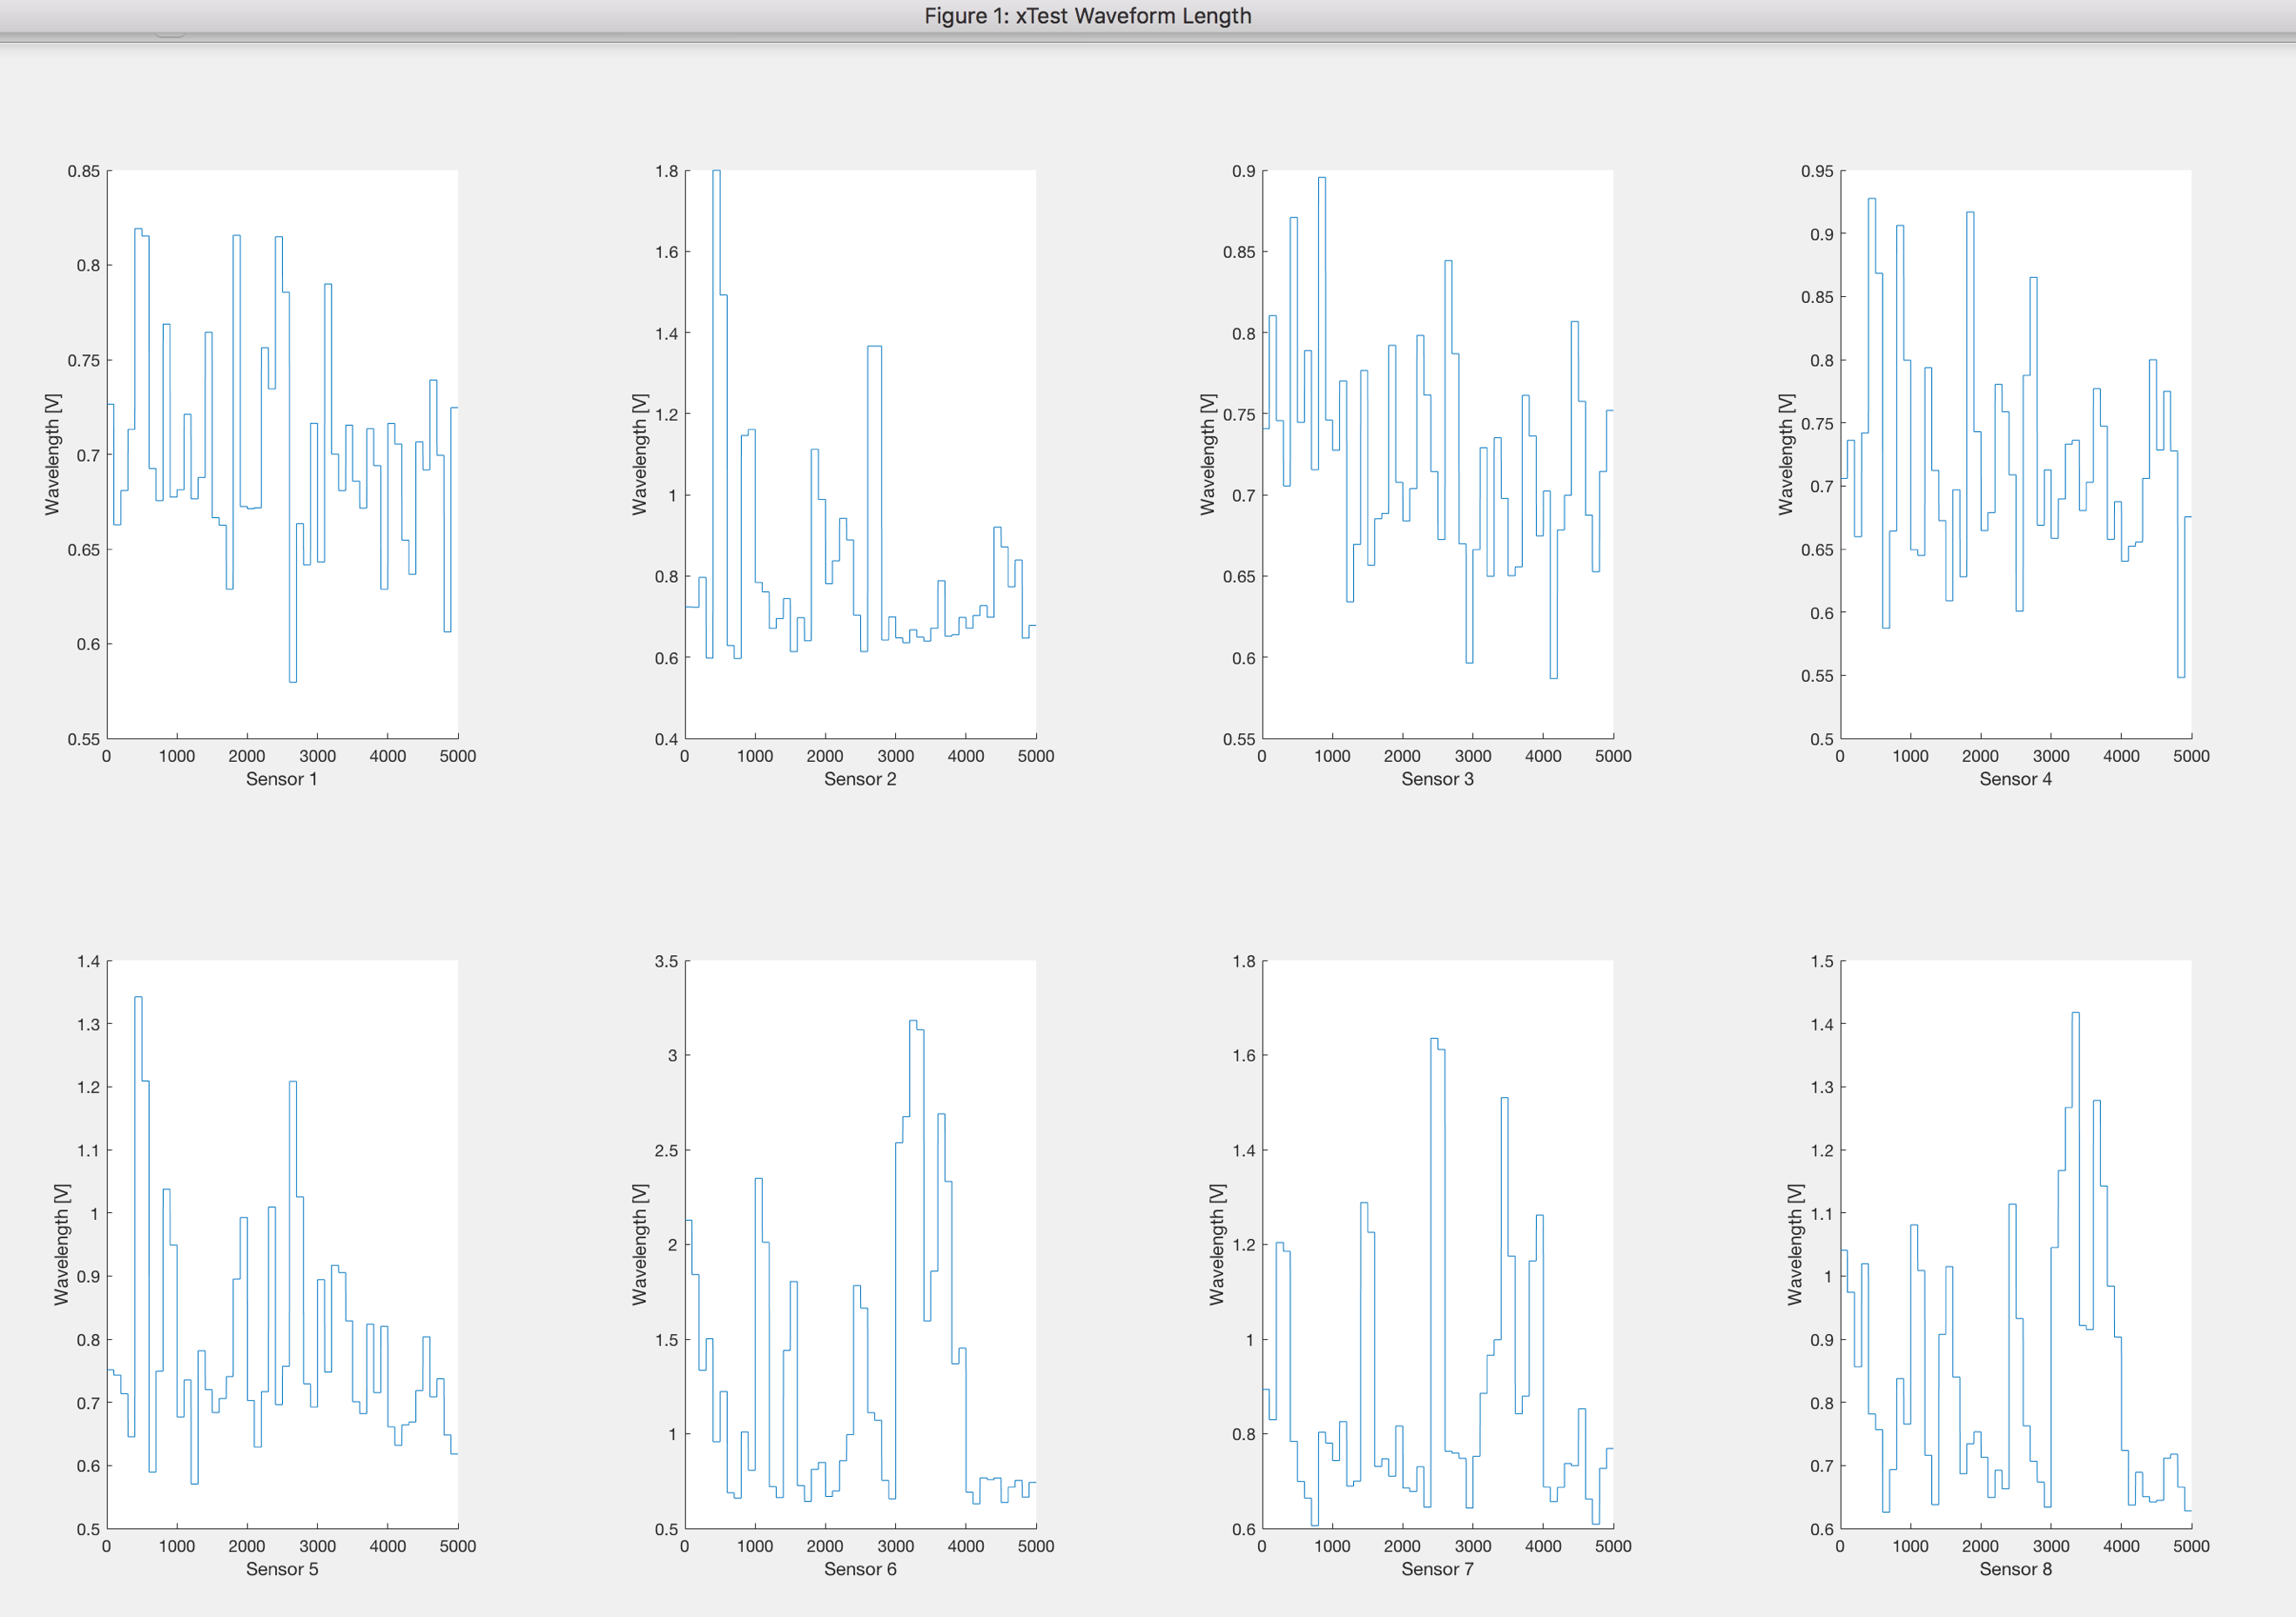 Figure 1: xTest Waveform Length
0.85
0.8
0.75
0.7
0.65
0.6
0.55
Wavelength [V]
0 1000 2000 3000 4000 5000
Sensor 1
1.8
1.6
1.4
1.2
1
0.8
0.6
0.4
Wavelength [V]
0 1000 2000 3000 4000 5000
Sensor 2
0.9
0.85
0.8
0.75
0.7
0.65
0.6
0.55
Wavelength [V]
0 1000 2000 3000 4000 5000
Sensor 3
0.95
0.9
0.85
0.8
0.75
0.7
0.65
0.6
0.55
0.5
Wavelength [V]
0 1000 2000 3000 4000 5000
Sensor 4
1.4
1.3
1.2
1.1
1
0.9
0.8
0.7
0.6
0.5
Wavelength [V]
0 1000 2000 3000 4000 5000
Sensor 5
3.5
3
2.5
2
1.5
1
0.5
Wavelength [V]
0 1000 2000 3000 4000 5000
Sensor 6
1.8
1.6
1.4
1.2
1
0.8
0.6
Wavelength [V]
0 1000 2000 3000 4000 5000
Sensor 7
1.5
1.4
1.3
1.2
1.1
1
0.9
0.8
0.7
0.6
Wavelength [V]
0 1000 2000 3000 4000 5000
Sensor 8